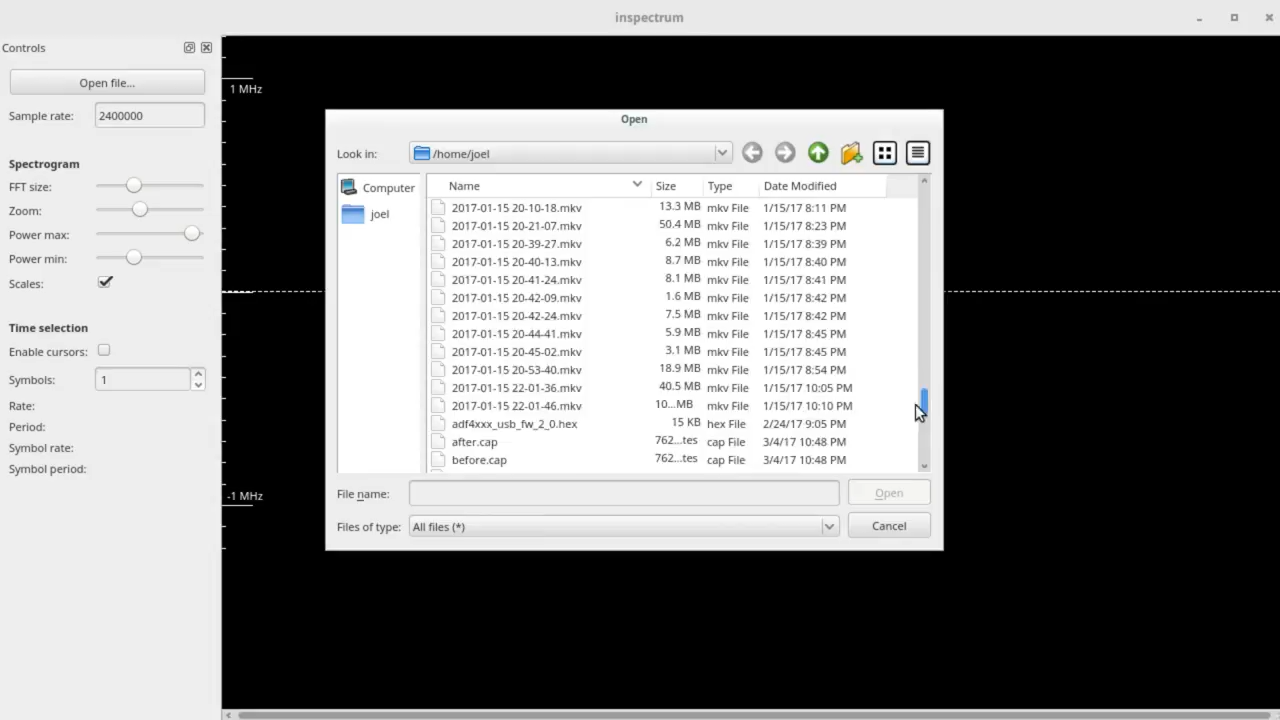 inspectrum
Controls
Open file...
Sample rate: 2400000
Spectrogram
FFT size:
Zoom:
Power max:
Power min:
Scales:
Time selection
Enable cursors:
Symbols: 1
Rate:
Period:
Symbol rate:
Symbol period:
1 MHz
-1 MHz
Open
Look in: /home/joel
Computer
joel
Name Size Type Date Modified
2017-01-15 20-10-18.mkv 13.3 MB mkv File 1/15/17 8:11 PM
2017-01-15 20-21-07.mkv 50.4 MB mkv File 1/15/17 8:23 PM
2017-01-15 20-39-27.mkv 6.2 MB mkv File 1/15/17 8:39 PM
2017-01-15 20-40-13.mkv 8.7 MB mkv File 1/15/17 8:40 PM
2017-01-15 20-41-24.mkv 8.1 MB mkv File 1/15/17 8:41 PM
2017-01-15 20-42-09.mkv 1.6 MB mkv File 1/15/17 8:42 PM
2017-01-15 20-42-24.mkv 7.5 MB mkv File 1/15/17 8:42 PM
2017-01-15 20-44-41.mkv 5.9 MB mkv File 1/15/17 8:45 PM
2017-01-15 20-45-02.mkv 3.1 MB mkv File 1/15/17 8:45 PM
2017-01-15 20-53-40.mkv 18.9 MB mkv File 1/15/17 8:54 PM
2017-01-15 22-01-36.mkv 40.5 MB mkv File 1/15/17 10:05 PM
2017-01-15 22-01-46.mkv 10...MB mkv File 1/15/17 10:10 PM
adf4xxx_usb_fw_2_0.hex 15 KB hex File 2/24/17 9:05 PM
after.cap 762...tes cap File 3/4/17 10:48 PM
before.cap 762...tes cap File 3/4/17 10:48 PM
File name: Open
Files of type: All files (*) Cancel